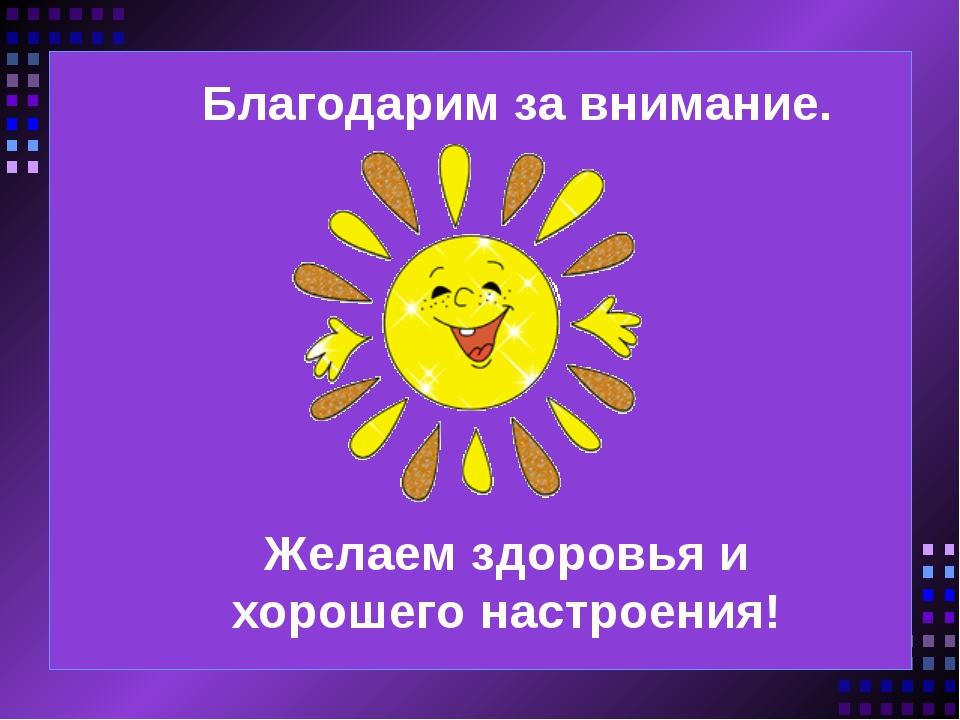 Благодарим за внимание.
Желаем здоровья и
хорошего настроения!